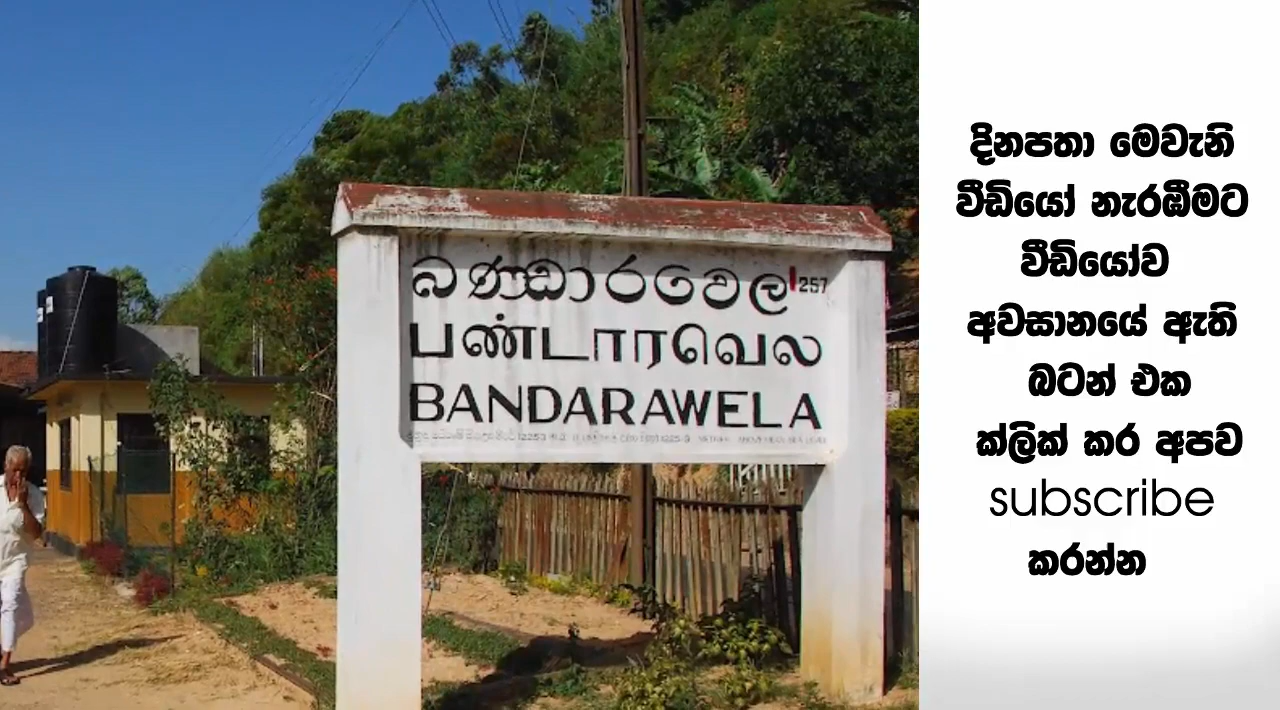 බණ්ඩාරවෙල 257
பண்டாரவெல
BANDARAWELA
දිනපතා මෙවැනි
වීඩියෝ නැරඹීමට
වීඩියෝව
අවසානයේ ඇති
බටන් එක
ක්ලික් කර අපව
subscribe
කරන්න